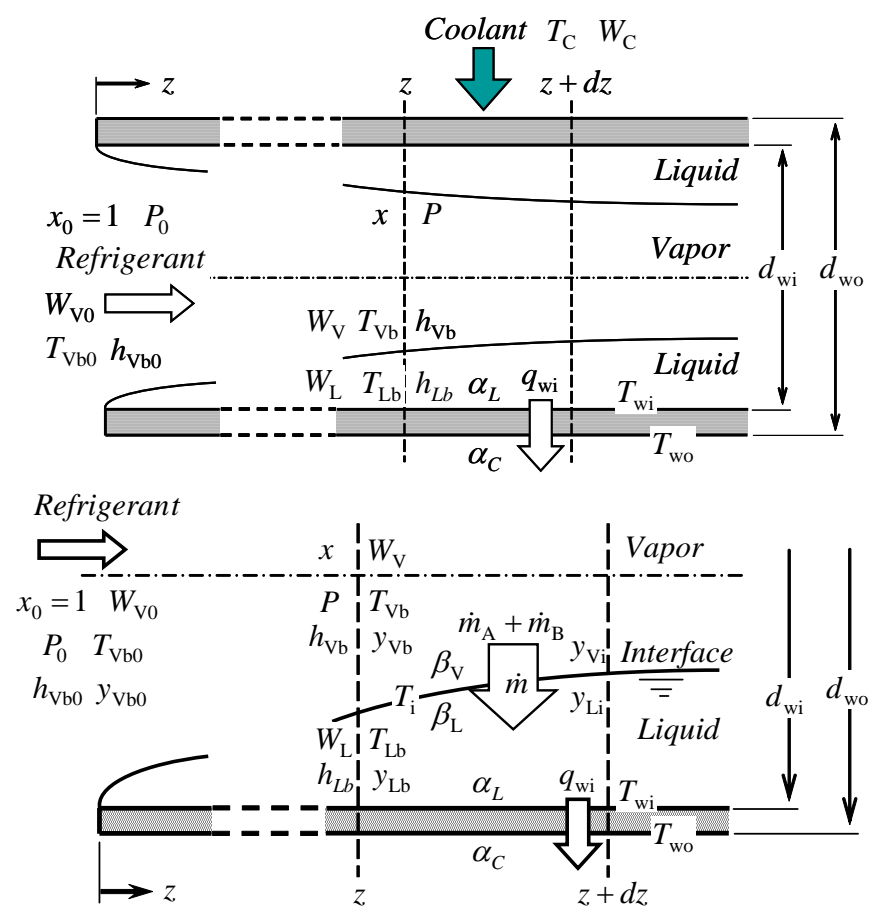 Coolant T_C W_C
z z z + dz
Liquid
x_0 = 1 P_0 x P
Refrigerant Vapor
d_wi d_wo
W_V0
W_V T_Vb h_Vb
T_Vb0 h_Vb0 Liquid
W_L T_Lb h_Lb α_L q_wi T_wi
α_C T_wo
Refrigerant
x W_V Vapor
x_0 = 1 W_V0 P T_Vb
ṁ_A + ṁ_B
P_0 T_Vb0 h_Vb y_Vb β_V y_Vi Interface
h_Vb0 y_Vb0 T_i ṁ y_Li d_wi d_wo
β_L
W_L T_Lb Liquid
h_Lb y_Lb α_L q_wi T_wi
T_wo
α_C
z z z + dz